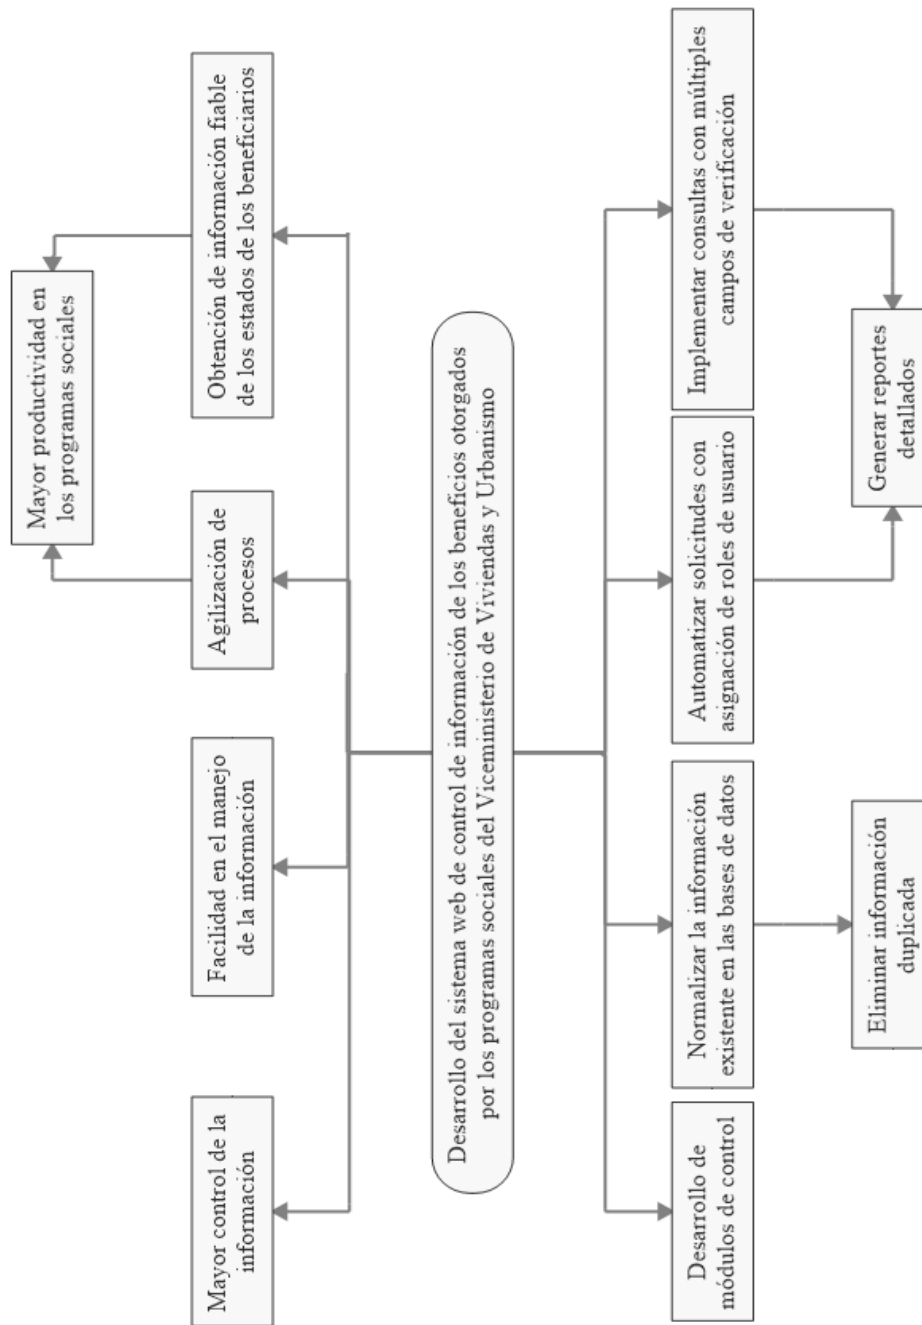 Mayor productividad en
los programas sociales
Mayor control de la
información
Facilidad en el manejo
de la información
Agilización de
procesos
Obtención de información fiable
de los estados de los beneficiarios
Desarrollo del sistema web de control de información de los beneficios otorgados
por los programas sociales del Viceministerio de Viviendas y Urbanismo
Desarrollo de
módulos de control
Normalizar la información
existente en las bases de datos
Automatizar solicitudes con
asignación de roles de usuario
Implementar consultas con múltiples
campos de verificación
Eliminar información
duplicada
Generar reportes
detallados